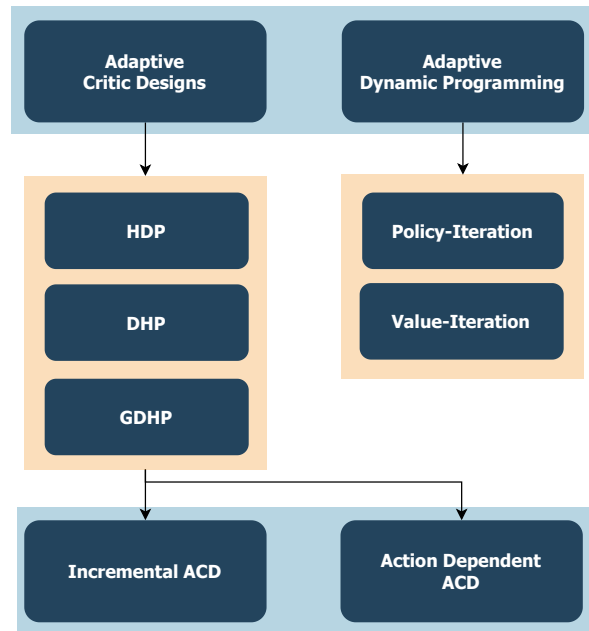 Adaptive
Critic Designs
Adaptive
Dynamic Programming
HDP
DHP
GDHP
Policy-Iteration
Value-Iteration
Incremental ACD
Action Dependent
ACD